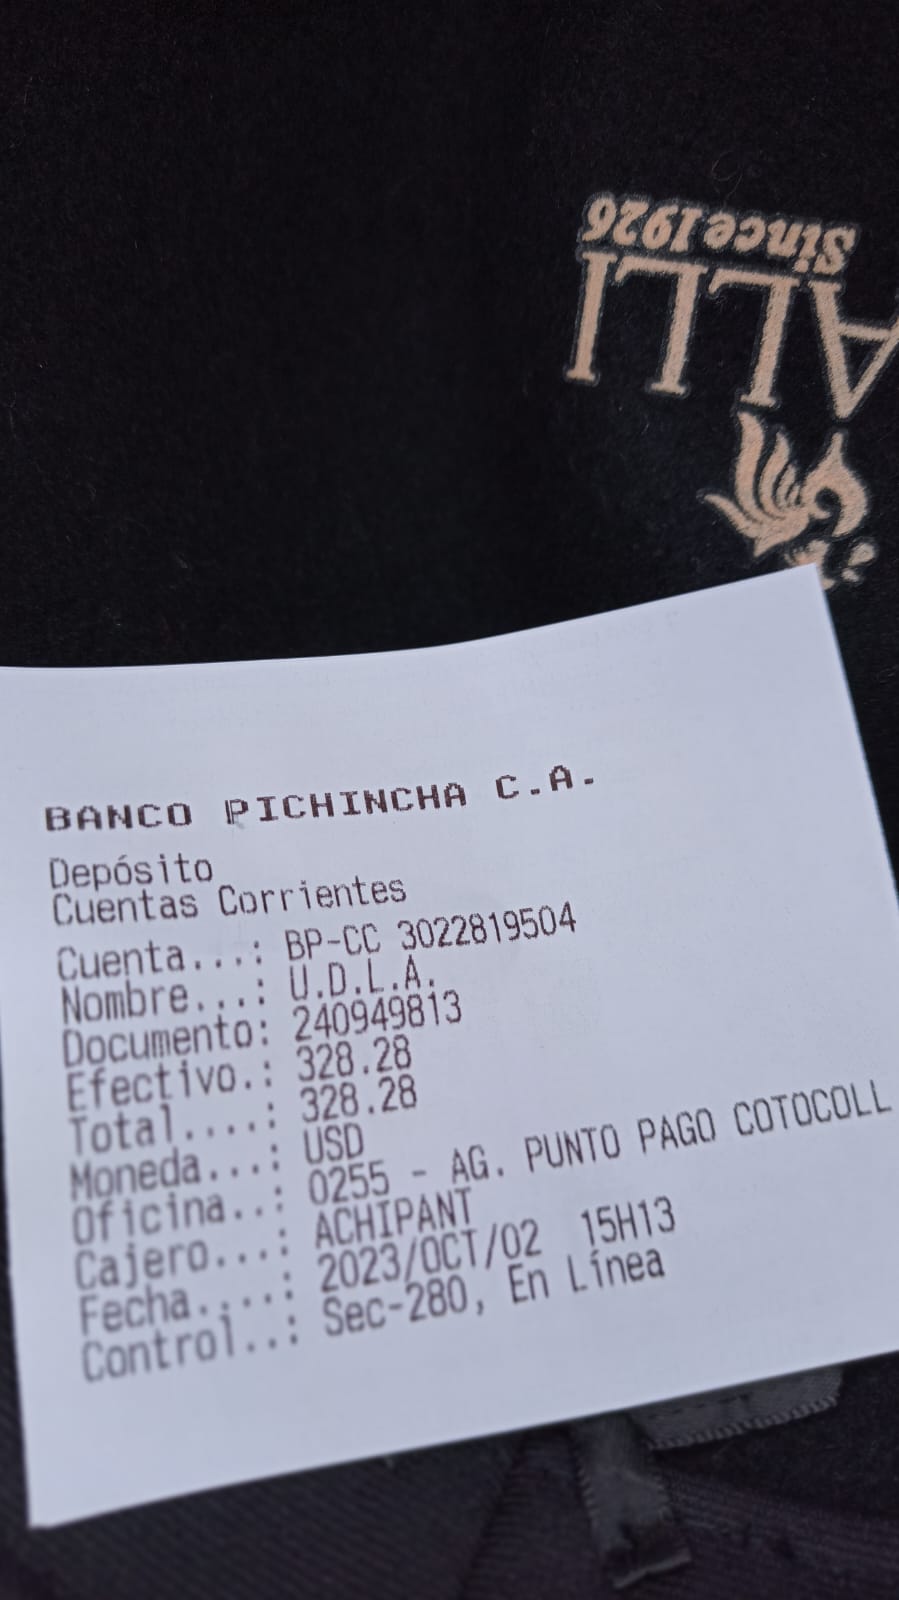 Since 1926
ALLI
BANCO PICHINCHA C.A.
Depósito
Cuentas Corrientes
Cuenta...: BP-CC 3022819504
Nombre...: U.D.L.A.
Documento: 240949813
Efectivo.: 328.28
Total....: 328.28
Moneda...: USD
Oficina..: 0255 - AG. PUNTO PAGO COTOCOLL
Cajero...: ACHIPANT
Fecha....: 2023/OCT/02 15H13
Control..: Sec-280, En Línea